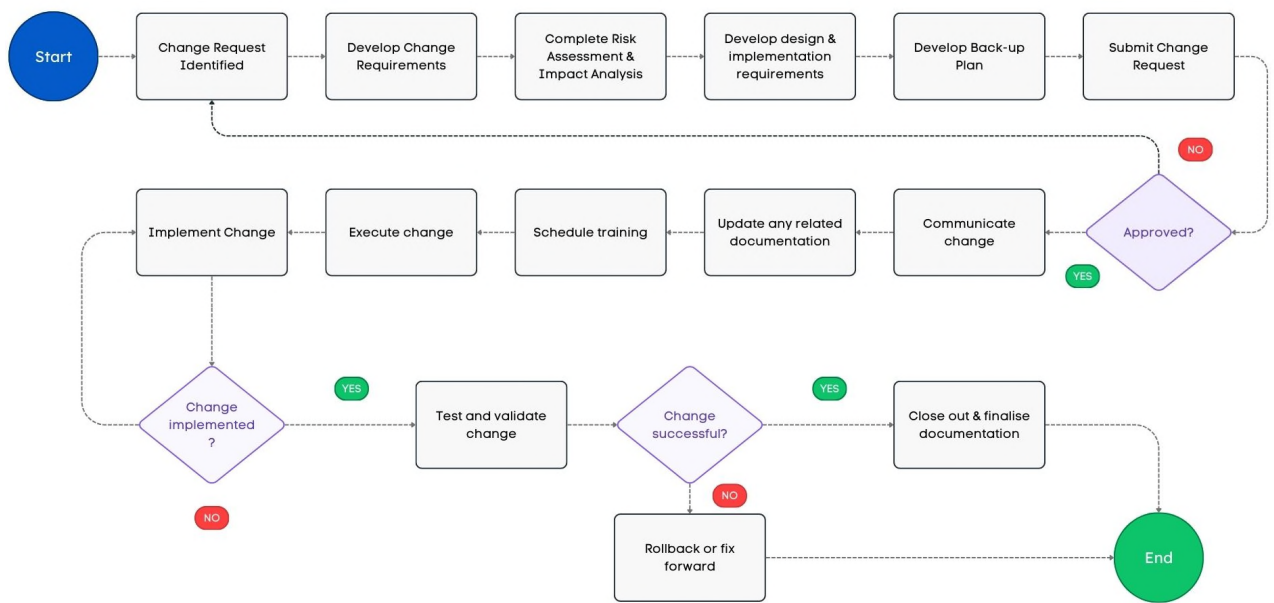 Start
Change Request
Identified
Develop Change
Requirements
Complete Risk
Assessment &
Impact Analysis
Develop design &
implementation
requirements
Develop Back-up
Plan
Submit Change
Request
NO
Implement Change
Execute change
Schedule training
Update any related
documentation
Communicate
change
Approved?
YES
Change
implemented
?
YES
Test and validate
change
Change
successful?
YES
Close out & finalise
documentation
NO
NO
Rollback or fix
forward
End